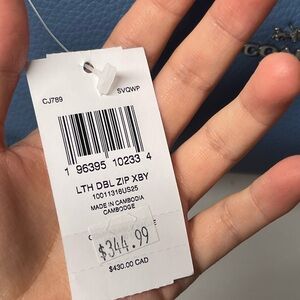 COACH
CJ789 SVQWP
1 96395 10233 4
LTH DBL ZIP XBY
10011316US25
MADE IN CAMBODIA
CAMBODGE
$344.99
$430.00 CAD